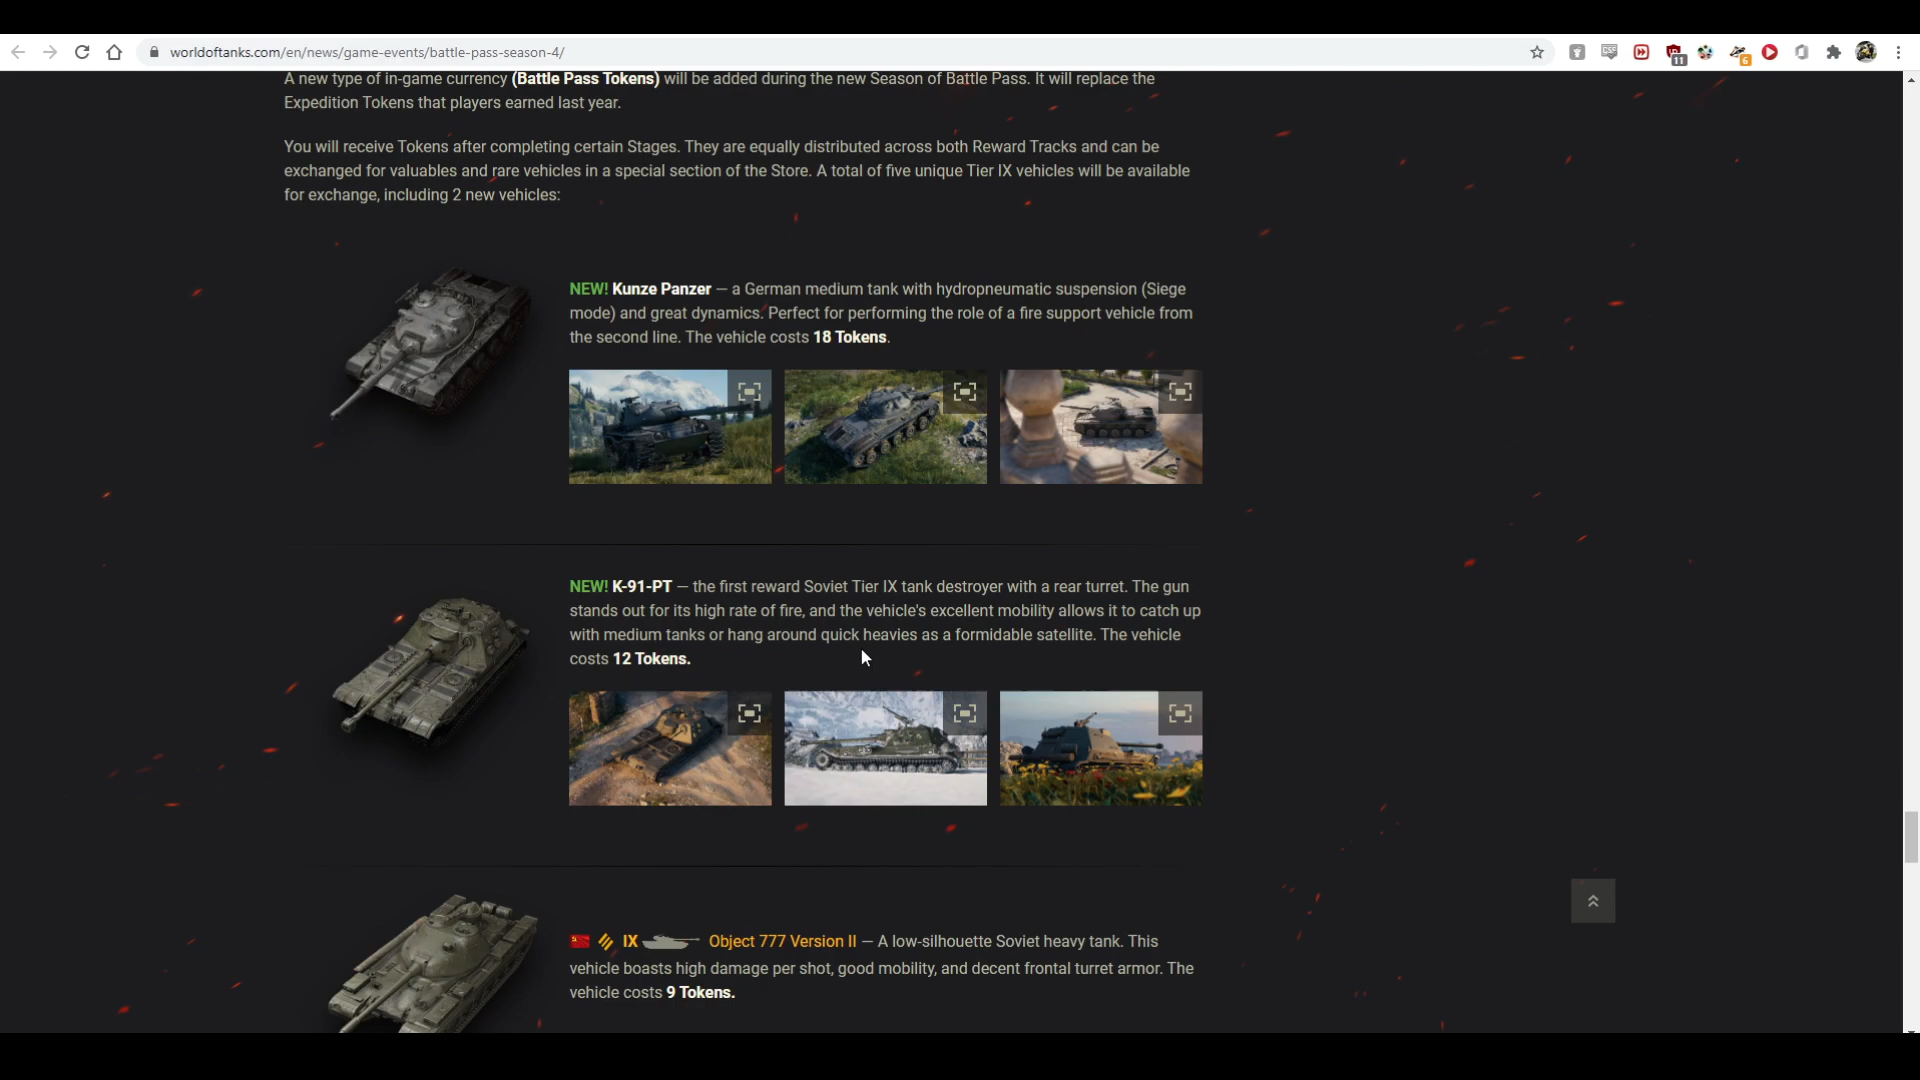 worldoftanks.com/en/news/game-events/battle-pass-season-4/
11
6
A new type of in-game currency (Battle Pass Tokens) will be added during the new Season of Battle Pass. It will replace the
Expedition Tokens that players earned last year.
You will receive Tokens after completing certain Stages. They are equally distributed across both Reward Tracks and can be
exchanged for valuables and rare vehicles in a special section of the Store. A total of five unique Tier IX vehicles will be available
for exchange, including 2 new vehicles:
NEW! Kunze Panzer — a German medium tank with hydropneumatic suspension (Siege
mode) and great dynamics. Perfect for performing the role of a fire support vehicle from
the second line. The vehicle costs 18 Tokens.
NEW! K-91-PT — the first reward Soviet Tier IX tank destroyer with a rear turret. The gun
stands out for its high rate of fire, and the vehicle's excellent mobility allows it to catch up
with medium tanks or hang around quick heavies as a formidable satellite. The vehicle
costs 12 Tokens.
IX Object 777 Version II — A low-silhouette Soviet heavy tank. This
vehicle boasts high damage per shot, good mobility, and decent frontal turret armor. The
vehicle costs 9 Tokens.